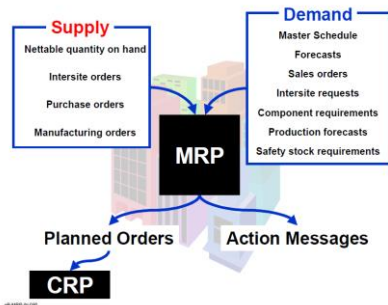 Supply
Nettable quantity on hand
Intersite orders
Purchase orders
Manufacturing orders
Demand
Master Schedule
Forecasts
Sales orders
Intersite requests
Component requirements
Production forecasts
Safety stock requirements
MRP
Planned Orders
Action Messages
CRP